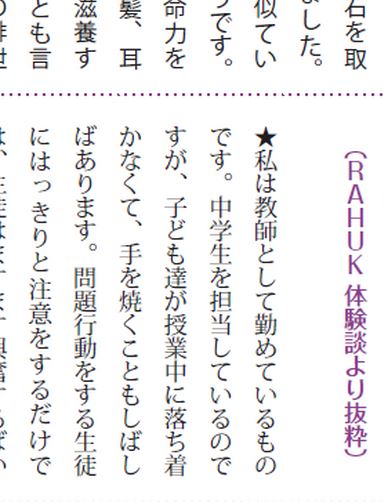 石を取
ました。
似てい
です。
命力を
髪、耳
滋養す
とも言
（RAHUK 体験談より抜粋）
★私は教師として勤めているもの
です。中学生を担当しているので
すが、子ども達が授業中に落ち着
かなくて、手を焼くこともしばし
ばあります。問題行動をする生徒
にはっきりと注意をするだけで